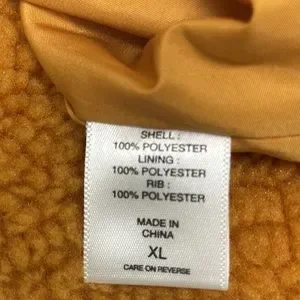 SHELL :
100% POLYESTER
LINING :
100% POLYESTER
RIB :
100% POLYESTER
MADE IN
CHINA
XL
CARE ON REVERSE